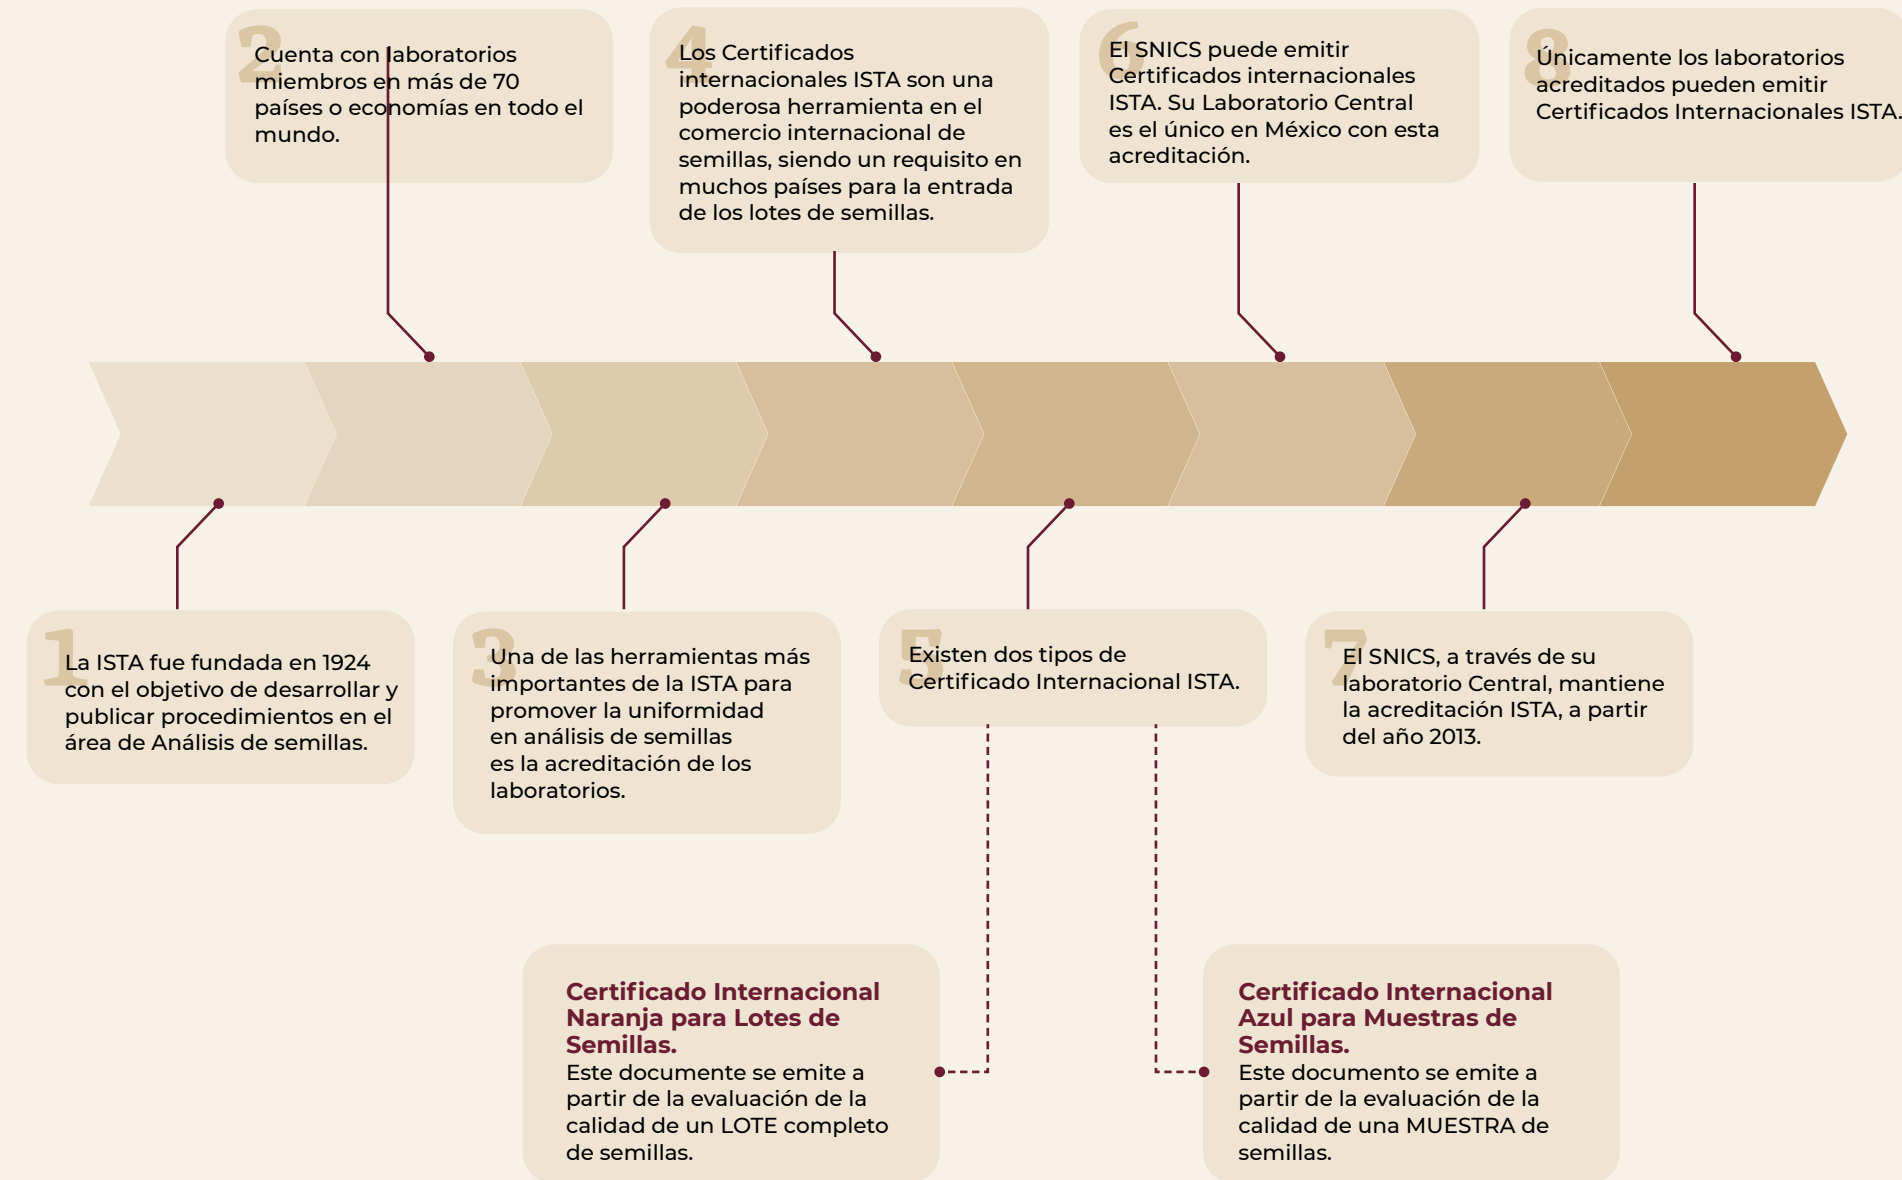 2
Cuenta con laboratorios
miembros en más de 70
países o economías en todo el
mundo.
4
Los Certificados
internacionales ISTA son una
poderosa herramienta en el
comercio internacional de
semillas, siendo un requisito en
muchos países para la entrada
de los lotes de semillas.
6
El SNICS puede emitir
Certificados internacionales
ISTA. Su Laboratorio Central
es el único en México con esta
acreditación.
8
Únicamente los laboratorios
acreditados pueden emitir
Certificados Internacionales ISTA.
1
La ISTA fue fundada en 1924
con el objetivo de desarrollar y
publicar procedimientos en el
área de Análisis de semillas.
3
Una de las herramientas más
importantes de la ISTA para
promover la uniformidad
en análisis de semillas
es la acreditación de los
laboratorios.
5
Existen dos tipos de
Certificado Internacional ISTA.
7
El SNICS, a través de su
laboratorio Central, mantiene
la acreditación ISTA, a partir
del año 2013.
Certificado Internacional
Naranja para Lotes de
Semillas.
Este documente se emite a
partir de la evaluación de la
calidad de un LOTE completo
de semillas.
Certificado Internacional
Azul para Muestras de
Semillas.
Este documento se emite a
partir de la evaluación de la
calidad de una MUESTRA de
semillas.